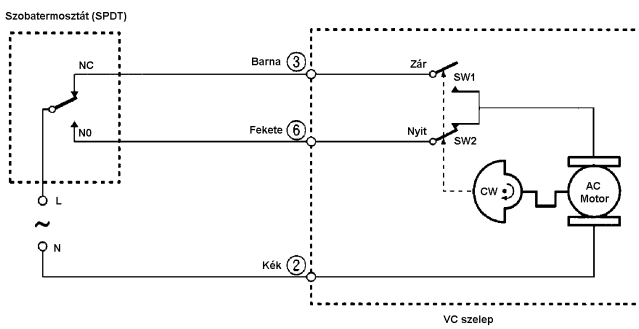 Szobatermosztát (SPDT)
NC
Barna 3
Zár
SW1
N0
Fekete 6
Nyit
SW2
CW
AC
Motor
L
~
N
Kék 2
VC szelep